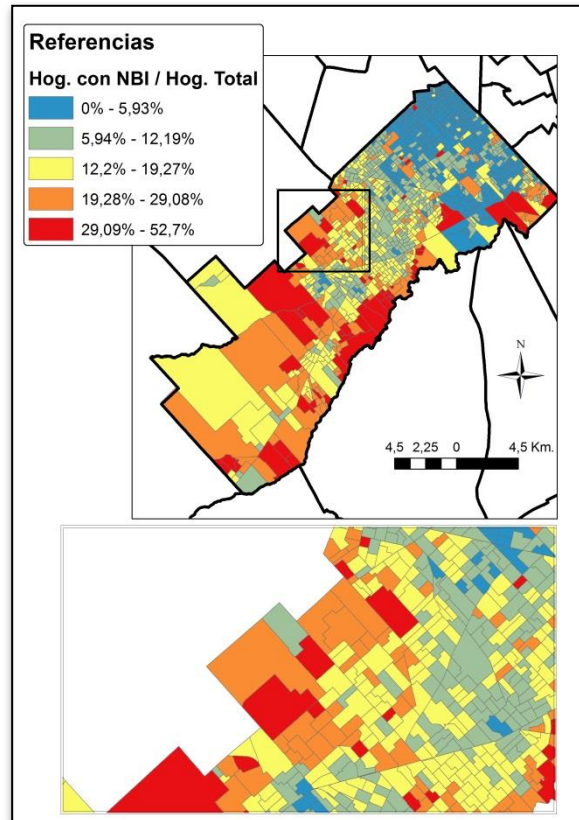 Referencias
Hog. con NBI / Hog. Total
0% - 5,93%
5,94% - 12,19%
12,2% - 19,27%
19,28% - 29,08%
29,09% - 52,7%
N
4,5 2,25 0 4,5 Km.